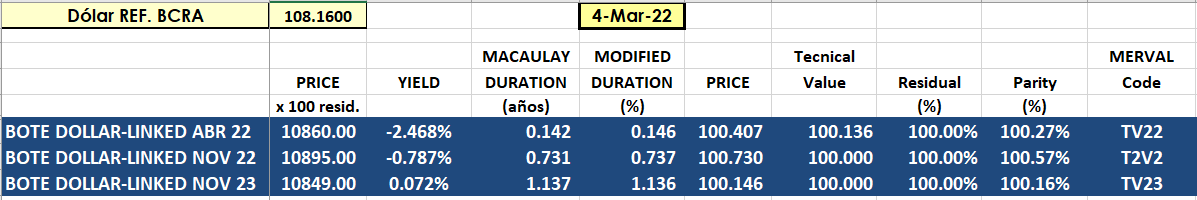 Dólar REF. BCRA 108.1600 4-Mar-22
MACAULAY MODIFIED Tecnical MERVAL
PRICE YIELD DURATION DURATION PRICE Value Residual Parity Code
x 100 resid. (años) (%) (%) (%)
BOTE DOLLAR-LINKED ABR 22 10860.00 -2.468% 0.142 0.146 100.407 100.136 100.00% 100.27% TV22
BOTE DOLLAR-LINKED NOV 22 10895.00 -0.787% 0.731 0.737 100.730 100.000 100.00% 100.57% T2V2
BOTE DOLLAR-LINKED NOV 23 10849.00 0.072% 1.137 1.136 100.146 100.000 100.00% 100.16% TV23